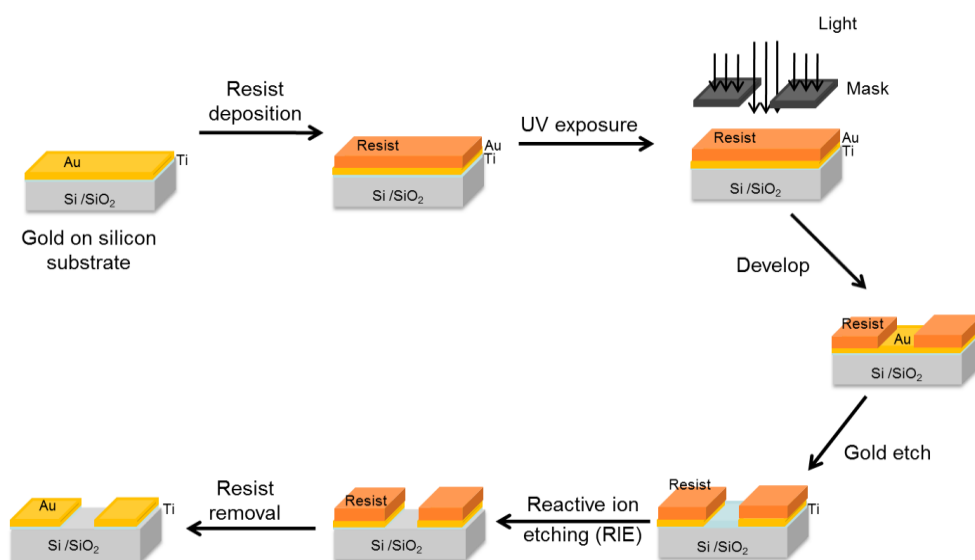 Au
Ti
Si /SiO₂
Gold on silicon
substrate
Resist
deposition
Resist
Au
Ti
Si /SiO₂
UV exposure
Light
Mask
Resist
Au
Ti
Si /SiO₂
Develop
Resist
Au
Si /SiO₂
Gold etch
Resist
Ti
Si /SiO₂
Reactive ion
etching (RIE)
Resist
Si /SiO₂
Resist
removal
Au
Ti
Si /SiO₂